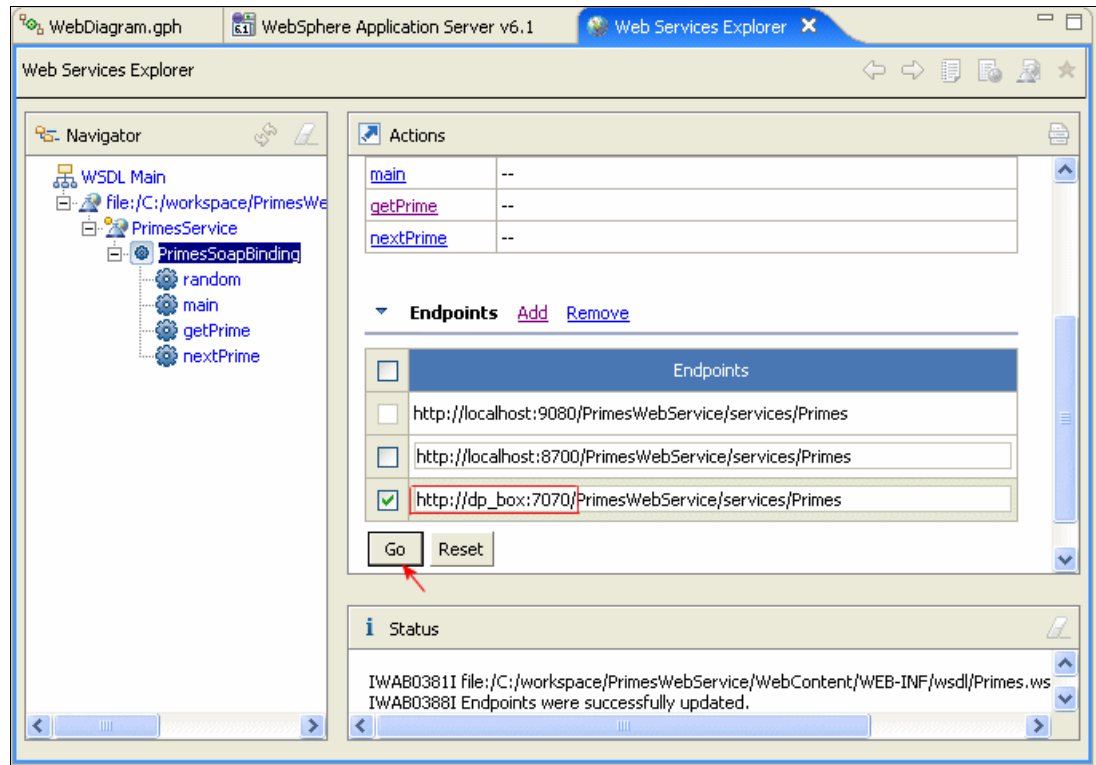 WebDiagram.gph
6.1 WebSphere Application Server v6.1
Web Services Explorer
Web Services Explorer
Navigator
WSDL Main
file:/C:/workspace/PrimesWe
PrimesService
PrimesSoapBinding
random
main
getPrime
nextPrime
Actions
main --
getPrime --
nextPrime --
Endpoints Add Remove
Endpoints
http://localhost:9080/PrimesWebService/services/Primes
http://localhost:8700/PrimesWebService/services/Primes
http://dp_box:7070/PrimesWebService/services/Primes
Go Reset
i Status
IWAB0381I file:/C:/workspace/PrimesWebService/WebContent/WEB-INF/wsdl/Primes.ws
IWAB0388I Endpoints were successfully updated.